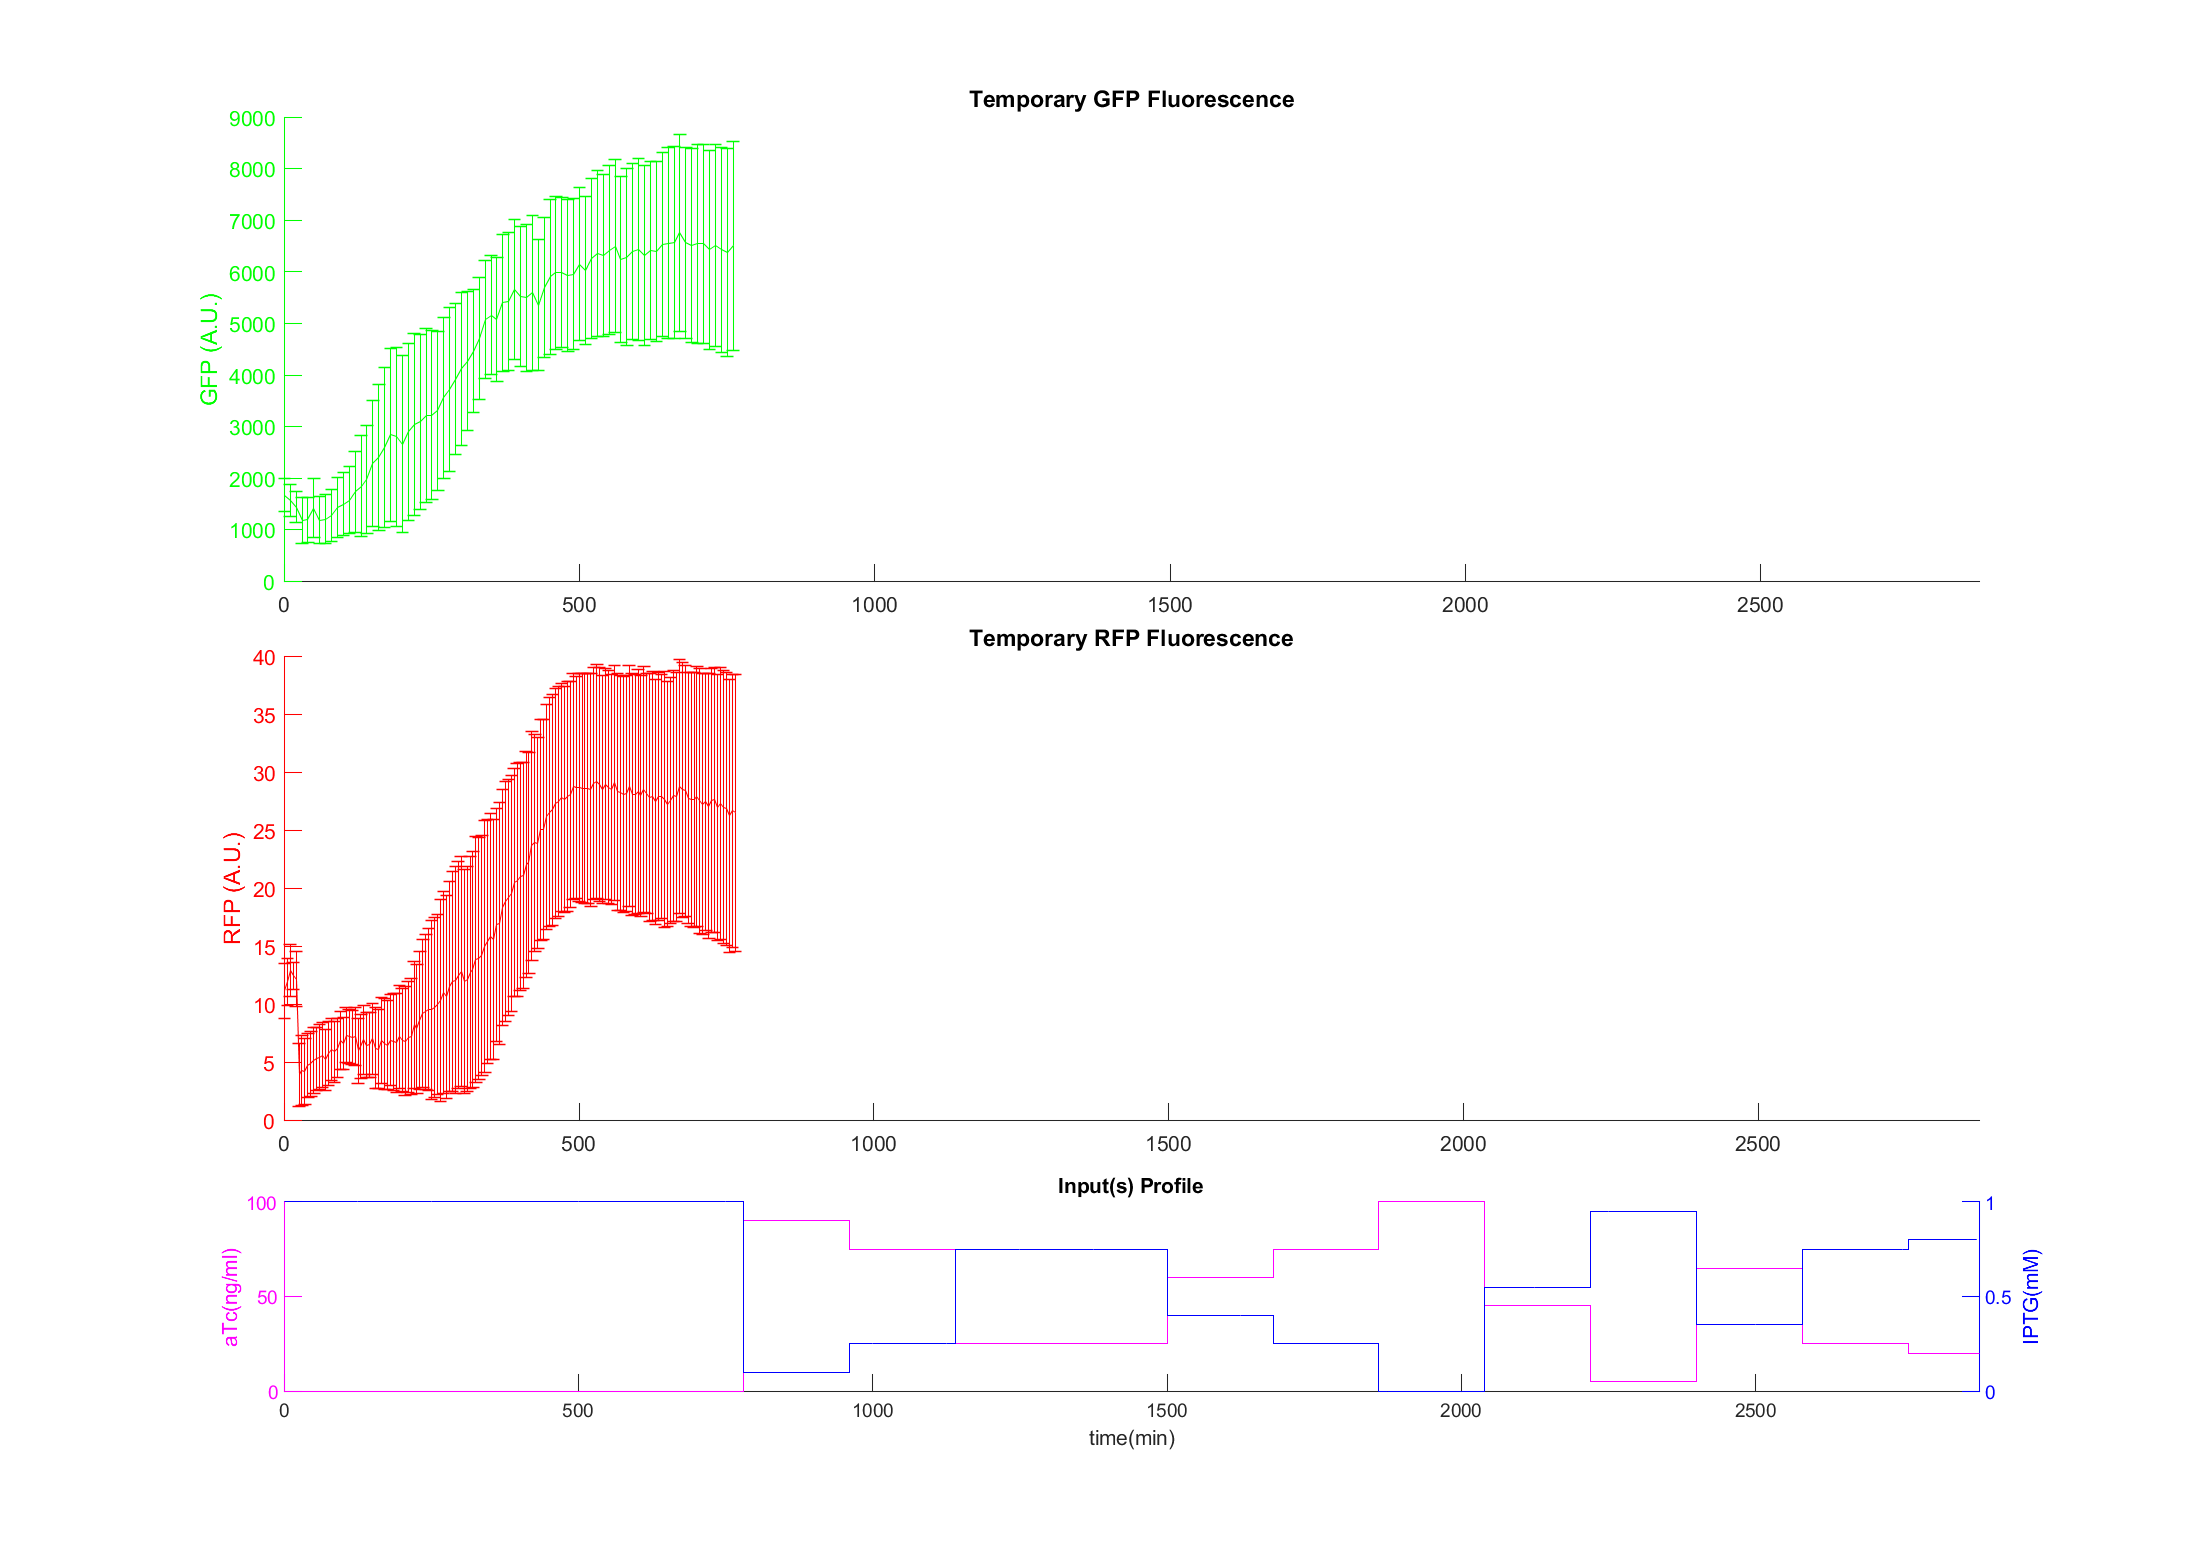 Temporary GFP Fluorescence
9000
8000
7000
6000
5000
4000
3000
2000
1000
0
GFP (A.U.)
0 500 1000 1500 2000 2500
Temporary RFP Fluorescence
40
35
30
25
20
15
10
5
0
RFP (A.U.)
0 500 1000 1500 2000 2500
Input(s) Profile
100
50
0
aTc(ng/ml)
1
0.5
0
IPTG(mM)
0 500 1000 1500 2000 2500
time(min)